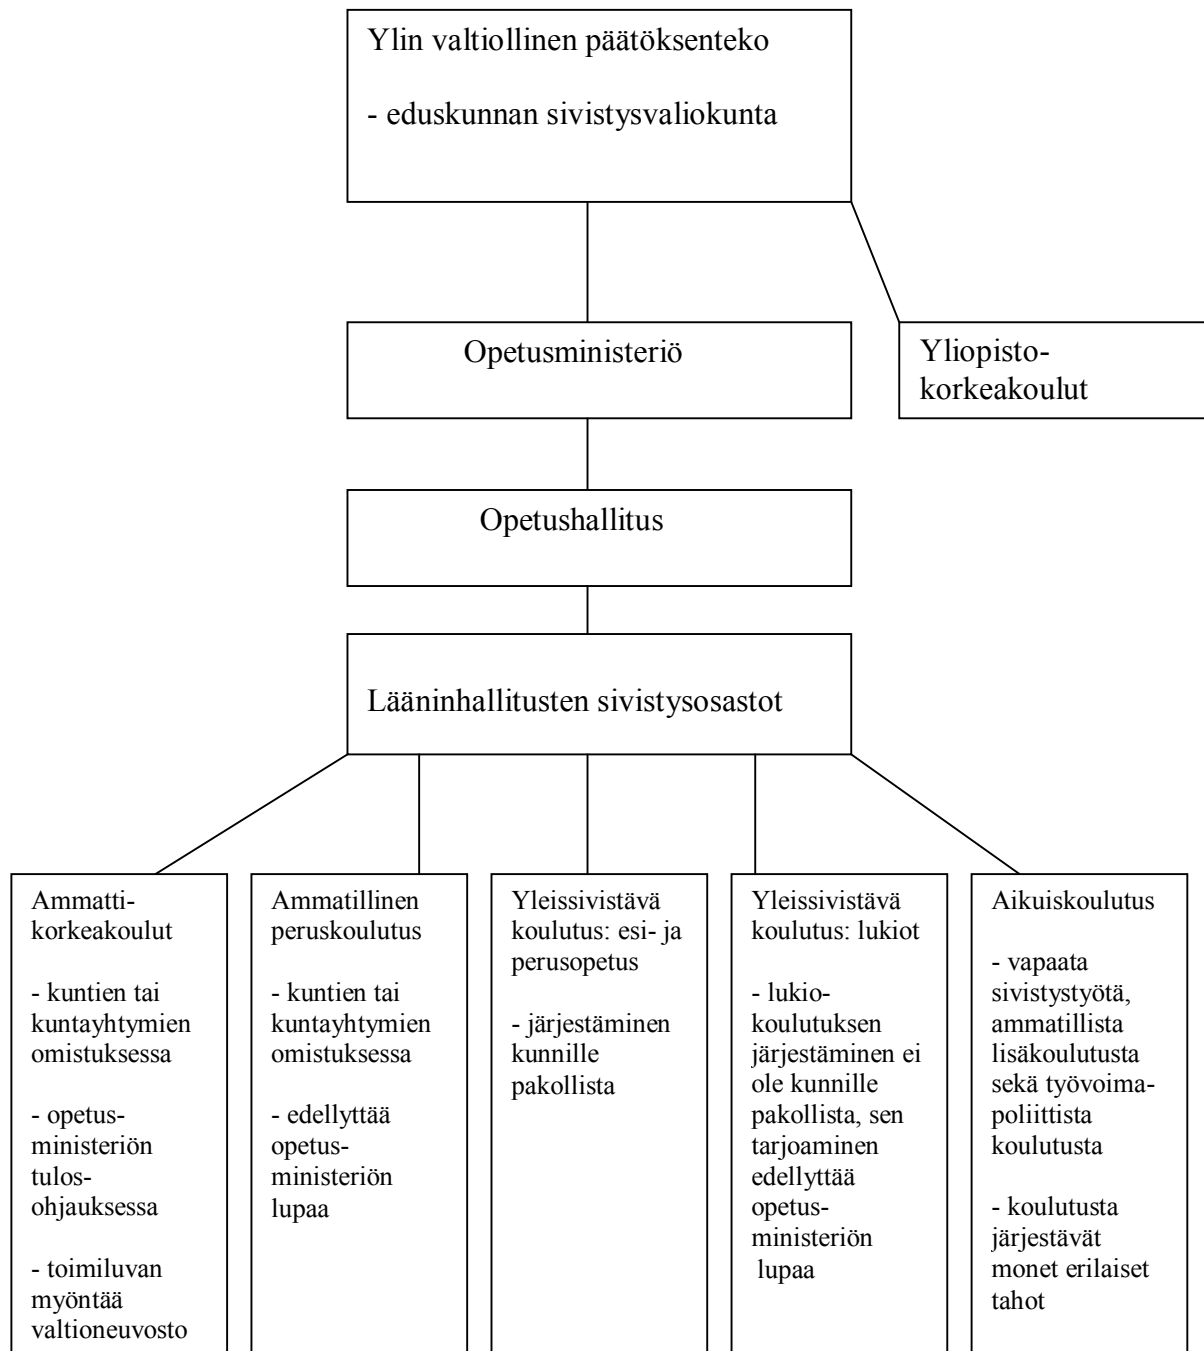 Ylin valtiollinen päätöksenteko
- eduskunnan sivistysvaliokunta
Opetusministeriö
Yliopisto-
korkeakoulut
Opetushallitus
Lääninhallitusten sivistysosastot
Ammatti-
korkeakoulut
- kuntien tai
kuntayhtymien
omistuksessa
- opetus-
ministeriön
tulos-
ohjauksessa
- toimiluvan
myöntää
valtioneuvosto
Ammatillinen
peruskoulutus
- kuntien tai
kuntayhtymien
omistuksessa
- edellyttää
opetus-
ministeriön
lupaa
Yleissivistävä
koulutus: esi- ja
perusopetus
- järjestäminen
kunnille
pakollista
Yleissivistävä
koulutus: lukiot
- lukio-
koulutuksen
järjestäminen ei
ole kunnille
pakollista, sen
tarjoaminen
edellyttää
opetus-
ministeriön
lupaa
Aikuiskoulutus
- vapaata
sivistystyötä,
ammatillista
lisäkoulutusta
sekä työvoima-
poliittista
koulutusta
- koulutusta
järjestävät
monet erilaiset
tahot